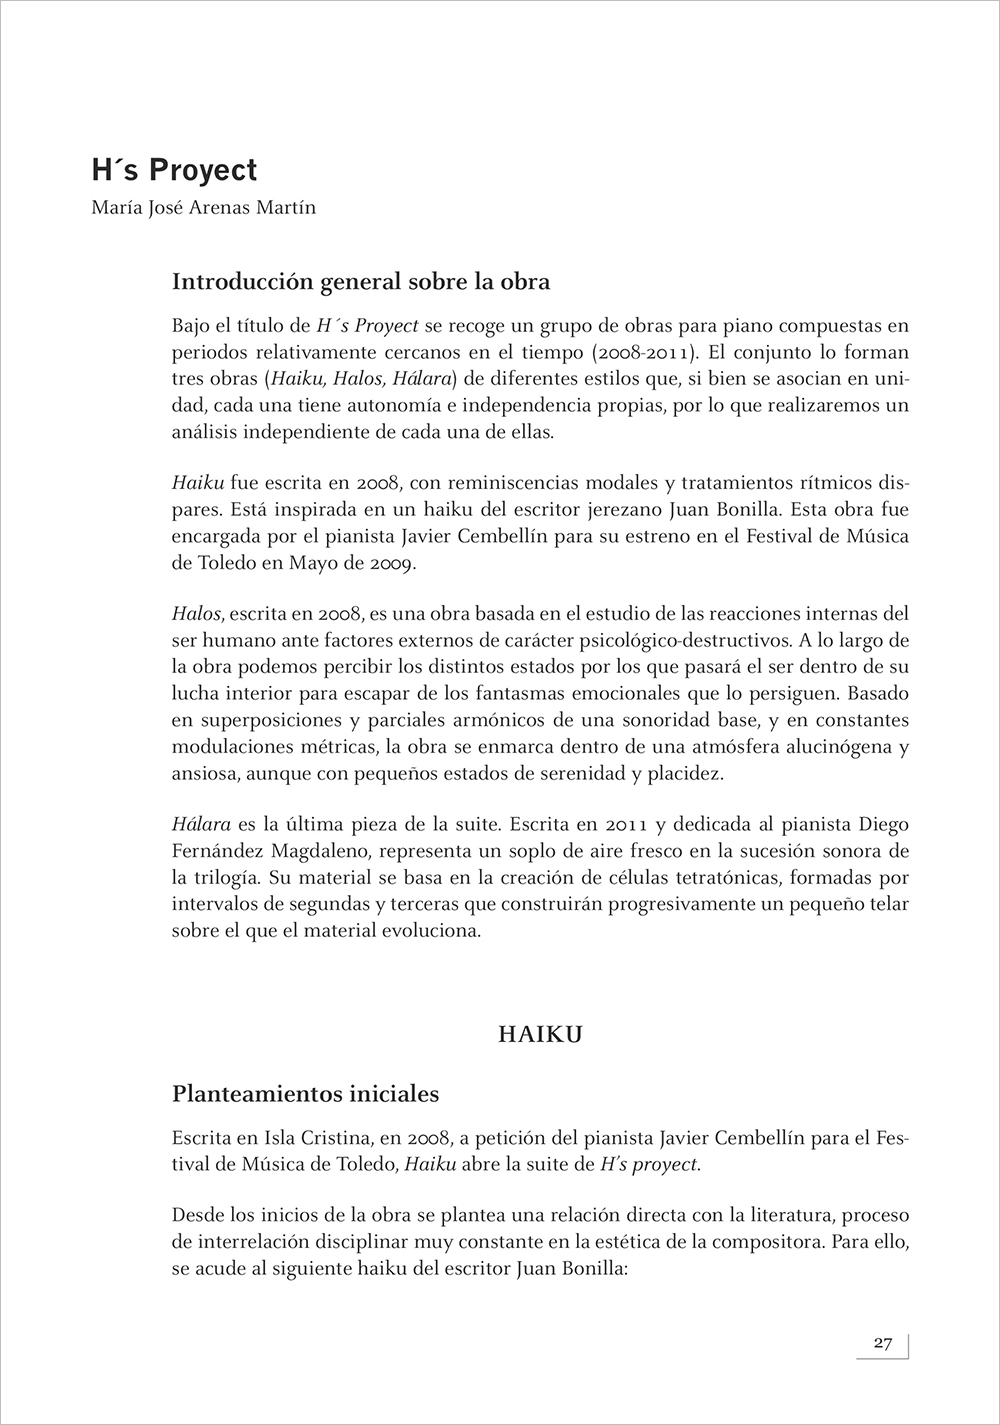 H´s Proyect
María José Arenas Martín
Introducción general sobre la obra
Bajo el título de H´s Proyect se recoge un grupo de obras para piano compuestas en
periodos relativamente cercanos en el tiempo (2008-2011). El conjunto lo forman
tres obras (Haiku, Halos, Hálara) de diferentes estilos que, si bien se asocian en uni-
dad, cada una tiene autonomía e independencia propias, por lo que realizaremos un
análisis independiente de cada una de ellas.
Haiku fue escrita en 2008, con reminiscencias modales y tratamientos rítmicos dis-
pares. Está inspirada en un haiku del escritor jerezano Juan Bonilla. Esta obra fue
encargada por el pianista Javier Cembellín para su estreno en el Festival de Música
de Toledo en Mayo de 2009.
Halos, escrita en 2008, es una obra basada en el estudio de las reacciones internas del
ser humano ante factores externos de carácter psicológico-destructivos. A lo largo de
la obra podemos percibir los distintos estados por los que pasará el ser dentro de su
lucha interior para escapar de los fantasmas emocionales que lo persiguen. Basado
en superposiciones y parciales armónicos de una sonoridad base, y en constantes
modulaciones métricas, la obra se enmarca dentro de una atmósfera alucinógena y
ansiosa, aunque con pequeños estados de serenidad y placidez.
Hálara es la última pieza de la suite. Escrita en 2011 y dedicada al pianista Diego
Fernández Magdaleno, representa un soplo de aire fresco en la sucesión sonora de
la trilogía. Su material se basa en la creación de células tetratónicas, formadas por
intervalos de segundas y terceras que construirán progresivamente un pequeño telar
sobre el que el material evoluciona.
HAIKU
Planteamientos iniciales
Escrita en Isla Cristina, en 2008, a petición del pianista Javier Cembellín para el Fes-
tival de Música de Toledo, Haiku abre la suite de H's proyect.
Desde los inicios de la obra se plantea una relación directa con la literatura, proceso
de interrelación disciplinar muy constante en la estética de la compositora. Para ello,
se acude al siguiente haiku del escritor Juan Bonilla:
27